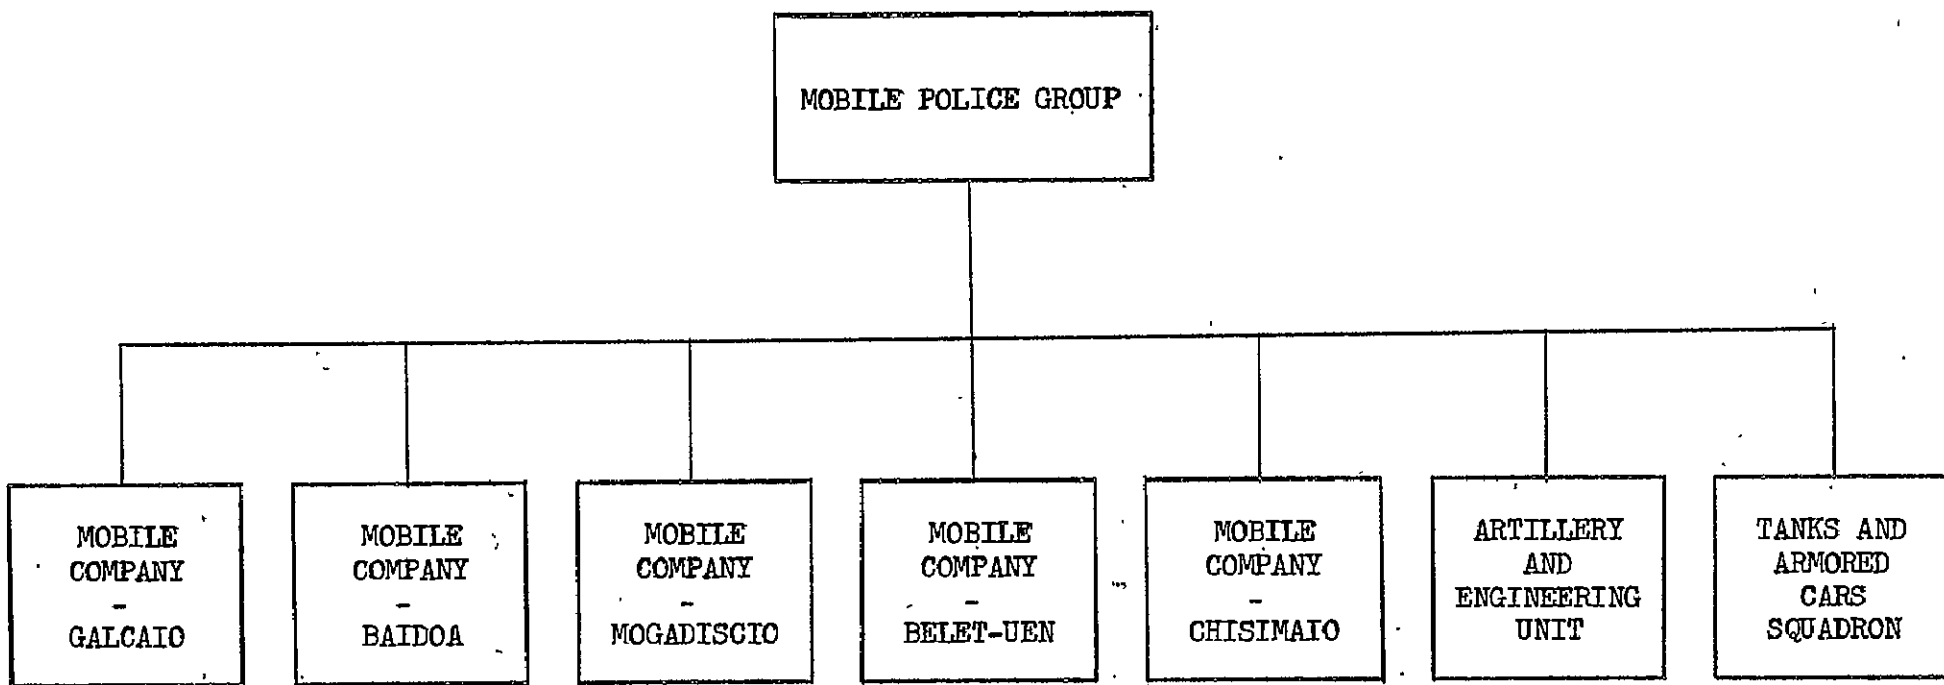 MOBILE POLICE GROUP
MOBILE
COMPANY
-
GALCAIO
MOBILE
COMPANY
-
BAIDOA
MOBILE
COMPANY
-
MOGADISCIO
MOBILE
COMPANY
-
BELET-UEN
MOBILE
COMPANY
-
CHISIMAIO
ARTILLERY
AND
ENGINEERING
UNIT
TANKS AND
ARMORED
CARS
SQUADRON